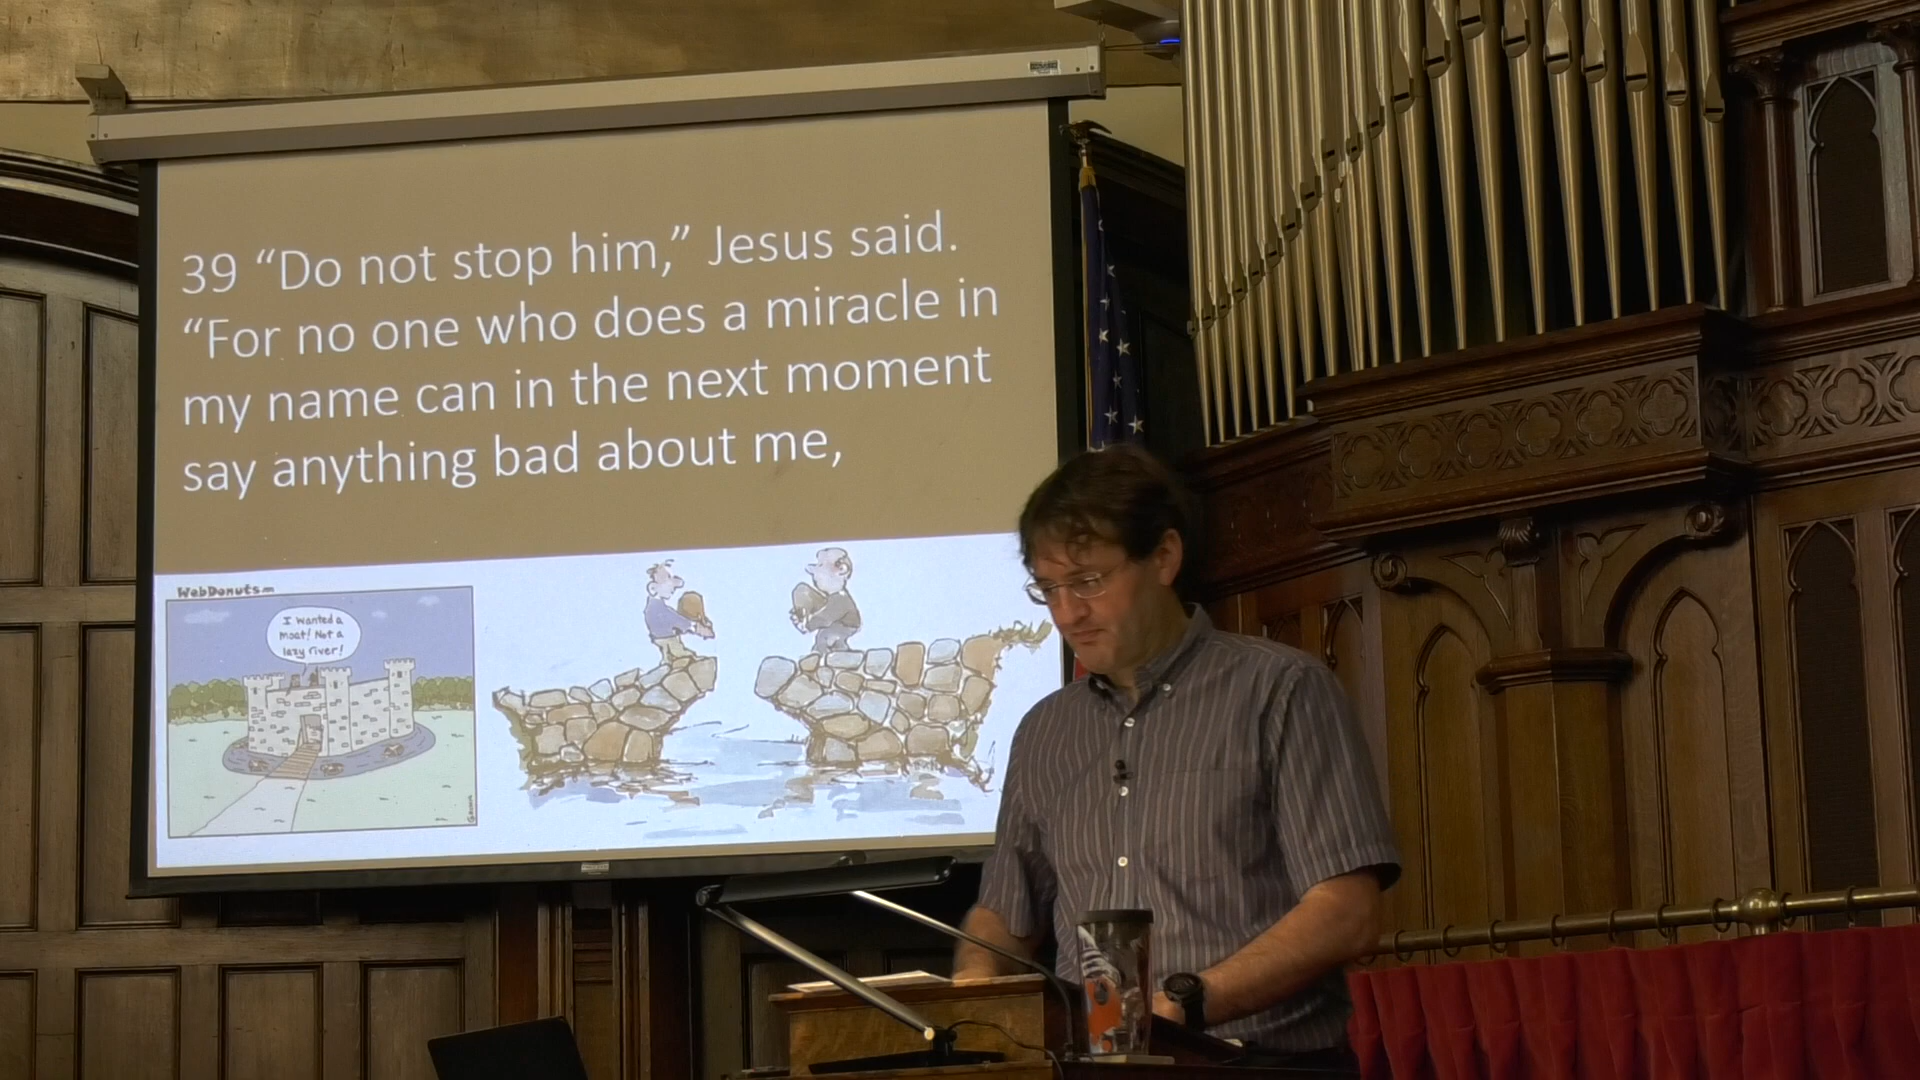 39 “Do not stop him,” Jesus said.
“For no one who does a miracle in
my name can in the next moment
say anything bad about me,
WebDonuts.com
I wanted a
moat! Not a
lazy river!